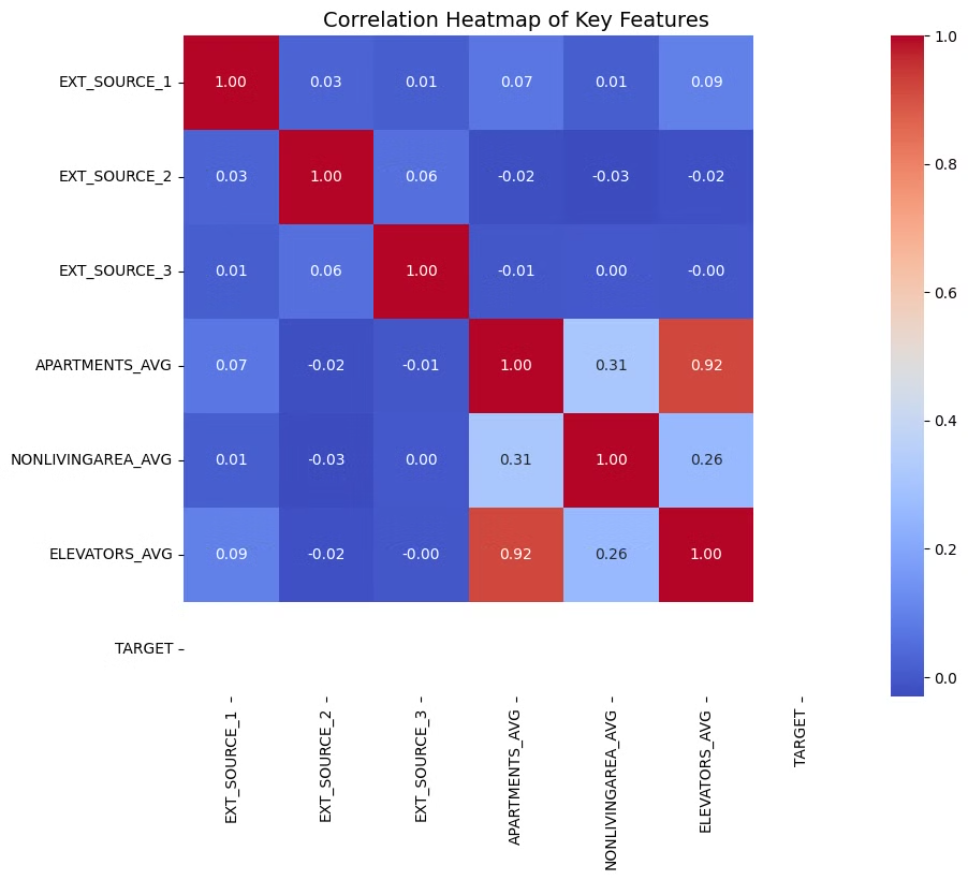 Correlation Heatmap of Key Features
EXT_SOURCE_1 1.00 0.03 0.01 0.07 0.01 0.09
EXT_SOURCE_2 0.03 1.00 0.06 -0.02 -0.03 -0.02
EXT_SOURCE_3 0.01 0.06 1.00 -0.01 0.00 -0.00
APARTMENTS_AVG 0.07 -0.02 -0.01 1.00 0.31 0.92
NONLIVINGAREA_AVG 0.01 -0.03 0.00 0.31 1.00 0.26
ELEVATORS_AVG 0.09 -0.02 -0.00 0.92 0.26 1.00
TARGET
EXT_SOURCE_1
EXT_SOURCE_2
EXT_SOURCE_3
APARTMENTS_AVG
NONLIVINGAREA_AVG
ELEVATORS_AVG
TARGET
1.0
0.8
0.6
0.4
0.2
0.0